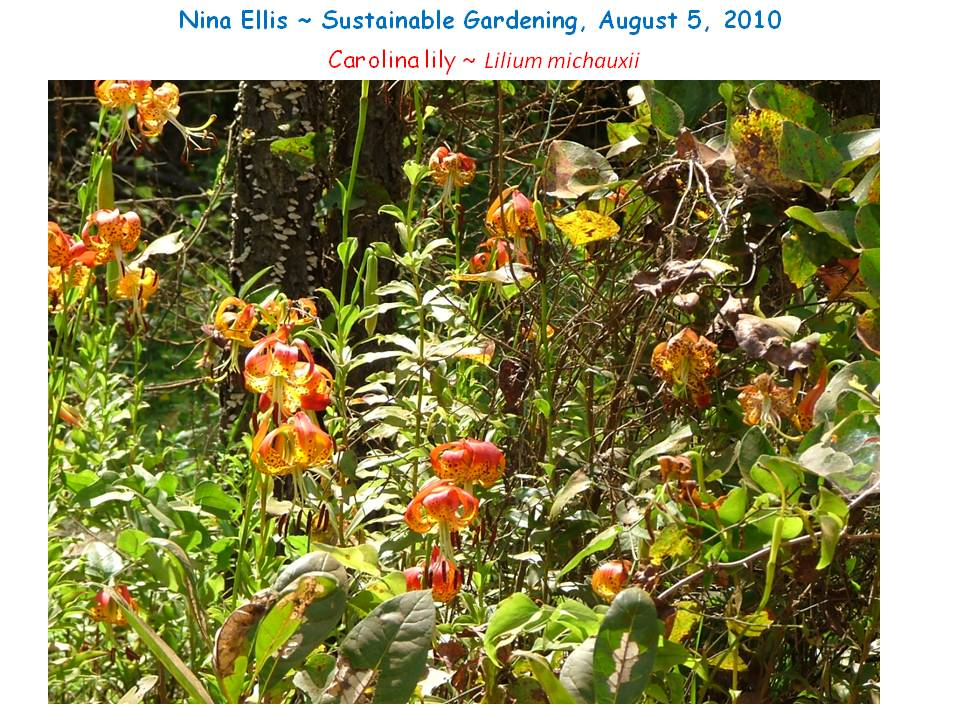 Nina Ellis ~ Sustainable Gardening, August 5, 2010
Carolina lily ~ Lilium michauxii